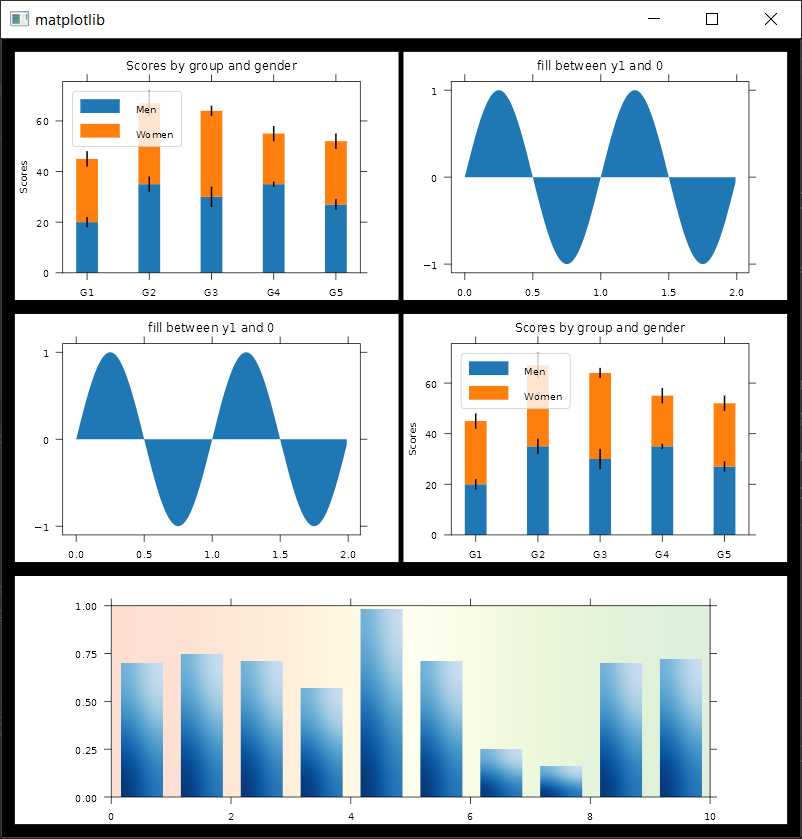 matplotlib
Scores by group and gender
Men
Women
Scores
60
40
20
0
G1 G2 G3 G4 G5
fill between y1 and 0
1
0
−1
0.0 0.5 1.0 1.5 2.0
fill between y1 and 0
1
0
−1
0.0 0.5 1.0 1.5 2.0
Scores by group and gender
Men
Women
Scores
60
40
20
0
G1 G2 G3 G4 G5
1.00
0.75
0.50
0.25
0.00
0 2 4 6 8 10